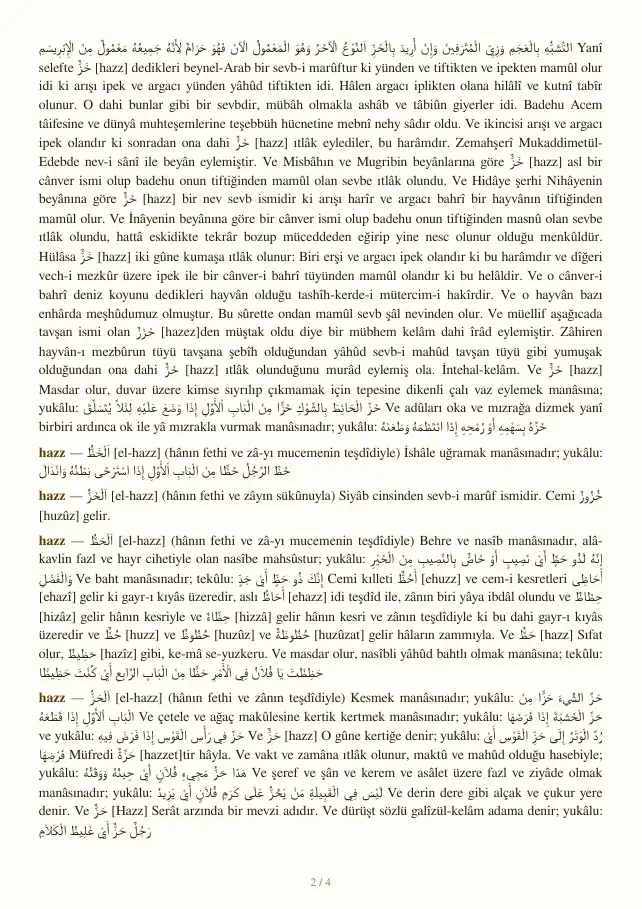 التَّشَبُّهِ بِالْعَجَمِ وَزِيِّ الْمُتْرَفِينَ وَإِنْ أُرِيدَ بِالْخَزِّ اَلنَّوْعُ الْآخَرُ وَهُوَ الْمَعْمُولُ الْآنَ فَهُوَ حَرَامٌ لِأَنَّهُ جَمِيعُهُ مَعْمُولٌ مِنَ الْإِبْرِيسَمِ Yanî
selefte خَزٌّ [hazz] dedikleri beynel-Arab bir sevb-i marûftur ki yünden ve tiftikten ve ipekten mamûl olur
idi ki arışı ipek ve argacı yünden yâhûd tiftikten idi. Hâlen argacı iplikten olana hilâlî ve kutnî tabîr
olunur. O dahi bunlar gibi bir sevbdir, mübâh olmakla ashâb ve tâbiûn giyerler idi. Badehu Acem
tâifesine ve dünyâ muhteşemlerine teşebbüh hücnetine mebnî nehy sâdır oldu. Ve ikincisi arışı ve argacı
ipek olandır ki sonradan ona dahi خَزٌّ [hazz] ıtlâk eylediler, bu harâmdır. Zemahşerî Mukaddimetül-
Edebde nev-i sânî ile beyân eylemiştir. Ve Misbâhın ve Mugribin beyânlarına göre خَزٌّ [hazz] asl bir
cânver ismi olup badehu onun tiftiğinden mamûl olan sevbe ıtlâk olundu. Ve Hidâye şerhi Nihâyenin
beyânına göre خَزٌّ [hazz] bir nev sevb ismidir ki arışı harîr ve argacı bahrî bir hayvânın tiftiğinden
mamûl olur. Ve İnâyenin beyânına göre bir cânver ismi olup badehu onun tiftiğinden masnû olan sevbe
ıtlâk olundu, hattâ eskidikte tekrâr bozup müceddeden eğirip yine nesc olunur olduğu menkûldür.
Hülâsa خَزٌّ [hazz] iki gûne kumaşa ıtlâk olunur: Biri erşi ve argacı ipek olandır ki bu harâmdır ve dîğeri
vech-i mezkûr üzere ipek ile bir cânver-i bahrî tüyünden mamûl olandır ki bu helâldir. Ve o cânver-i
bahrî deniz koyunu dedikleri hayvân olduğu tashîh-kerde-i mütercim-i hakîrdir. Ve o hayvân bazı
enhârda meşhûdumuz olmuştur. Bu sûrette ondan mamûl sevb şâl nevinden olur. Ve müellif aşağıcada
tavşan ismi olan خُزَزٌ [hazez]den müştak oldu diye bir mübhem kelâm dahi îrâd eylemiştir. Zâhiren
hayvân-ı mezbûrun tüyü tavşana şebîh olduğundan yâhûd sevb-i mahûd tavşan tüyü gibi yumuşak
olduğundan ona dahi خَزٌّ [hazz] ıtlâk olunduğunu murâd eylemiş ola. İntehal-kelâm. Ve خَزٌّ [hazz]
Masdar olur, duvar üzere kimse sıyrılıp çıkmamak için tepesine dikenli çalı vaz eylemek manâsına;
yukâlu: خَزَّ الْحَائِطَ بِالشَّوْكِ خَزًّا مِنَ الْبَابِ الْأَوَّلِ إِذَا وَضَعَ عَلَيْهِ لِئَلاَّ يُتَسَلَّقَ Ve adûları oka ve mızrağa dizmek yanî
birbiri ardınca ok ile yâ mızrakla vurmak manâsınadır; yukâlu: خَزَّهُ بِسَهْمِهِ أَوْ رُمْحِهِ إِذَا انْتَظَمَهُ وَطَعَنَهُ
hazz — اَلْخَظُّ [el-hazz] (hânın fethi ve zâ-yı mucemenin teşdîdiyle) İshâle uğramak manâsınadır; yukâlu:
خَظَّ الرَّجُلُ خَظًّا مِنَ الْبَابِ الْأَوَّلِ إِذَا اسْتَرْخَى بَطْنُهُ وَانْدَالَ
hazz — اَلْخَزُّ [el-hazz] (hânın fethi ve zâyın sükûnuyla) Siyâb cinsinden sevb-i marûf ismidir. Cemi خُزُوزٌ
[huzûz] gelir.
hazz — اَلْحَظُّ [el-hazz] (hânın fethi ve zâ-yı mucemenin teşdîdiyle) Behre ve nasîb manâsınadır, alâ-
kavlin fazl ve hayr cihetiyle olan nasîbe mahsûstur; yukâlu: إِنَّهُ لَذُو حَظٍّ أَيْ نَصِيبٍ أَوْ خَاصٌّ بِالنَّصِيبِ مِنَ الْخَيْرِ
وَالْفَضْلِ Ve baht manâsınadır; tekûlu: إِنَّكَ ذُو حَظٍّ أَيْ جَدٍّ Cemi kılleti أَحُظٌّ [ehuzz] ve cem-i kesretleri أَحَاظِي
[ehazî] gelir ki gayr-ı kıyâs üzeredir, aslı أَحَاظُّ [ehazz] idi teşdîd ile, zânın biri yâya ibdâl olundu ve حِظَاظٌ
[hizâz] gelir hânın kesriyle ve حِظَّاءٌ [hizzâ] gelir hânın kesri ve zânın teşdîdiyle ki bu dahi gayr-ı kıyâs
üzeredir ve حُظٌّ [huzz] ve حُظُوظٌ [huzûz] ve حُظُوظَةٌ [huzûzat] gelir hâların zammıyla. Ve حَظٌّ [hazz] Sıfat
olur, حَظِيظٌ [hazîz] gibi, ke-mâ se-yuzkeru. Ve masdar olur, nasîbli yâhûd bahtlı olmak manâsına; tekûlu:
حَظِظْتَ يَا فُلاَنُ فِي الْأَمْرِ حَظًّا مِنَ الْبَابِ الرَّابِعِ أَيْ كُنْتَ حَظِيظًا
hazz — اَلْحَزُّ [el-hazz] (hânın fethi ve zânın teşdîdiyle) Kesmek manâsınadır; yukâlu: حَزَّ الشَّيْءَ حَزًّا مِنَ
الْبَابِ الْأَوَّلِ إِذَا قَطَعَهُ Ve çetele ve ağaç makûlesine kertik kertmek manâsınadır; yukâlu: حَزَّ الْخَشَبَةَ إِذَا فَرَضَهَا
ve yukâlu: حَزَّ فِي رَأْسِ الْقَوْسِ إِذَا فَرَضَ فِيهِ Ve حَزٌّ [hazz] O gûne kertiğe denir; yukâlu: رُدَّ الْوَتَرُ إِلَى حَزِّ الْقَوْسِ أَيْ
فَرْضِهَا Müfredi حَزَّةٌ [hazzet]tir hâyla. Ve vakt ve zamâna ıtlâk olunur, maktû ve mahûd olduğu hasebiyle;
yukâlu: هَذَا حَزُّ مَجِيءِ فُلاَنٍ أَيْ حِينُهُ وَوَقْتُهُ Ve şeref ve şân ve kerem ve asâlet üzere fazl ve ziyâde olmak
manâsınadır; yukâlu: لَيْسَ فِي الْقَبِيلَةِ مَنْ يَحُزُّ عَلَى كَرَمِ فُلاَنٍ أَيْ يَزِيدُ Ve derin dere gibi alçak ve çukur yere
denir. Ve حَزٌّ [Hazz] Serât arzında bir mevzi adıdır. Ve dürüşt sözlü galîzül-kelâm adama denir; yukâlu:
رَجُلٌ حَزٌّ أَيْ غَلِيظُ الْكَلاَمِ
2 / 4